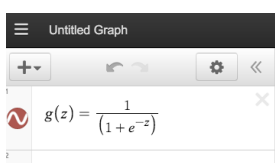 Untitled Graph
1
g(z) = 1/(1 + e^{-z})
2